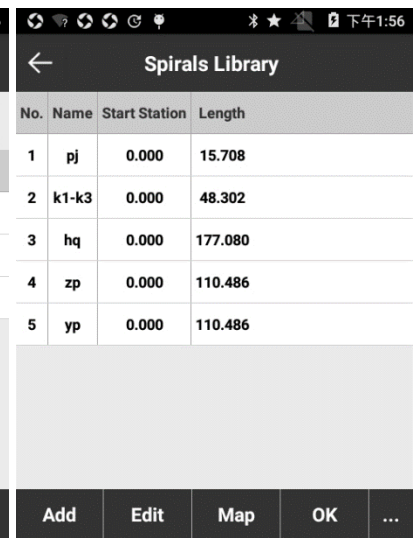 下午1:56
Spirals Library
No. Name Start Station Length
1 pj 0.000 15.708
2 k1-k3 0.000 48.302
3 hq 0.000 177.080
4 zp 0.000 110.486
5 yp 0.000 110.486
Add Edit Map OK ...